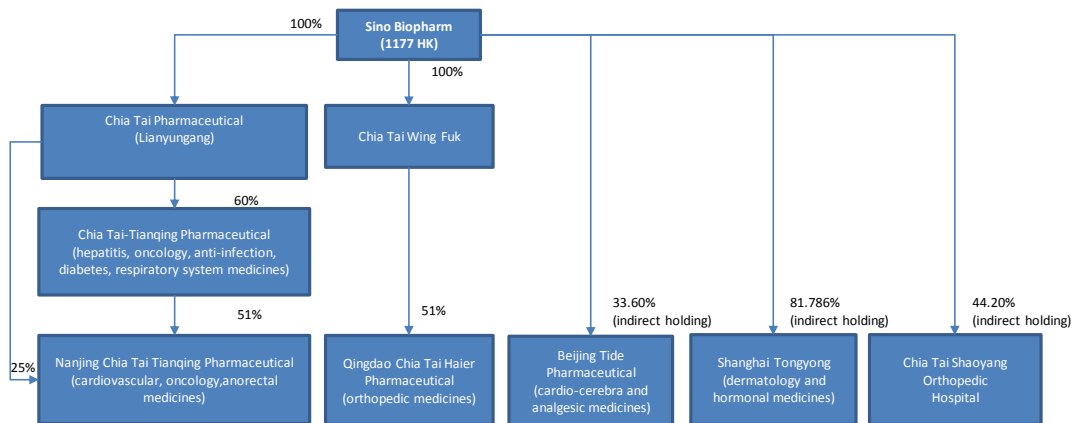 Sino Biopharm
(1177 HK)
100%
100%
Chia Tai Pharmaceutical
(Lianyungang)
Chia Tai Wing Fuk
60%
Chia Tai-Tianqing Pharmaceutical
(hepatitis, oncology, anti-infection,
diabetes, respiratory system medicines)
51%
51%
33.60%
(indirect holding)
81.786%
(indirect holding)
44.20%
(indirect holding)
25%
Nanjing Chia Tai Tianqing Pharmaceutical
(cardiovascular, oncology,anorectal
medicines)
Qingdao Chia Tai Haier
Pharmaceutical
(orthopedic medicines)
Beijing Tide
Pharmaceutical
(cardio-cerebra and
analgesic medicines)
Shanghai Tongyong
(dermatology and
hormonal medicines)
Chia Tai Shaoyang
Orthopedic
Hospital